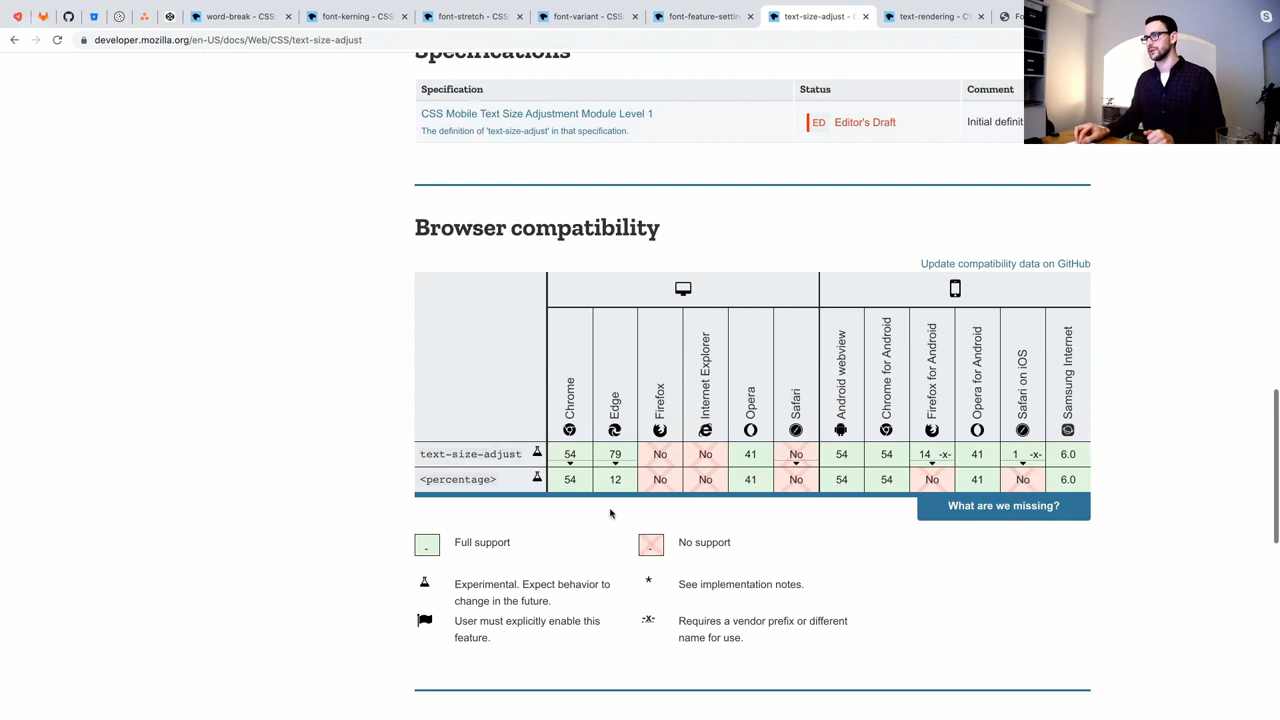 word-break - CSS:
font-kerning - CSS:
font-stretch - CSS:
font-variant - CSS:
font-feature-settin
text-size-adjust - C
text-rendering - CS
Fo
developer.mozilla.org/en-US/docs/Web/CSS/text-size-adjust
Specifications
Specification Status Comment
CSS Mobile Text Size Adjustment Module Level 1
The definition of 'text-size-adjust' in that specification.
ED Editor's Draft
Initial definit
Browser compatibility
Update compatibility data on GitHub
Chrome
Edge
Firefox
Internet Explorer
Opera
Safari
Android webview
Chrome for Android
Firefox for Android
Opera for Android
Safari on iOS
Samsung Internet
text-size-adjust 54 79 No No 41 No 54 54 14 -x- 41 1 -x- 6.0
<percentage> 54 12 No No 41 No 54 54 No 41 No 6.0
What are we missing?
Full support
No support
Experimental. Expect behavior to
change in the future.
* See implementation notes.
User must explicitly enable this
feature.
-x- Requires a vendor prefix or different
name for use.